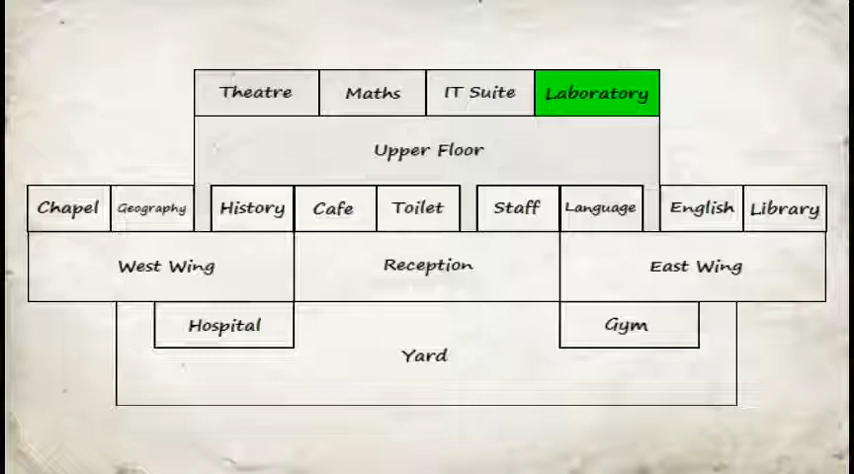 Theatre Maths IT Suite Laboratory
Upper Floor
Chapel Geography History Cafe Toilet Staff Language English Library
West Wing Reception East Wing
Hospital Gym
Yard